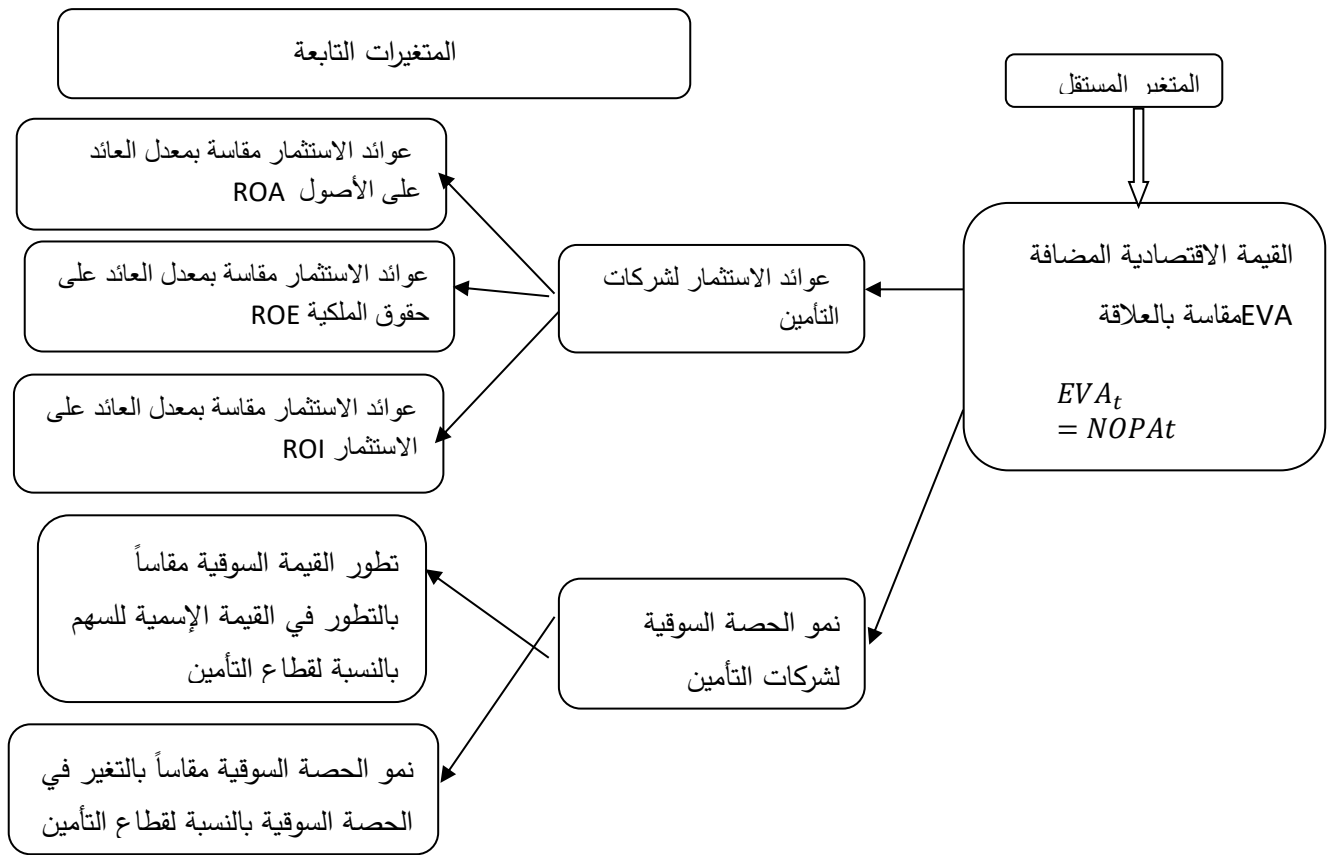 المتغيرات التابعة
المتغير المستقل
القيمة الاقتصادية المضافة
EVAمقاسة بالعلاقة
EVAₜ
= NOPAt
عوائد الاستثمار لشركات
التأمين
عوائد الاستثمار مقاسة بمعدل العائد
على الأصول ROA
عوائد الاستثمار مقاسة بمعدل العائد على
حقوق الملكية ROE
عوائد الاستثمار مقاسة بمعدل العائد على
الاستثمار ROI
نمو الحصة السوقية
لشركات التأمين
تطور القيمة السوقية مقاساً
بالتطور في القيمة الإسمية للسهم
بالنسبة لقطاع التأمين
نمو الحصة السوقية مقاساً بالتغير في
الحصة السوقية بالنسبة لقطاع التأمين